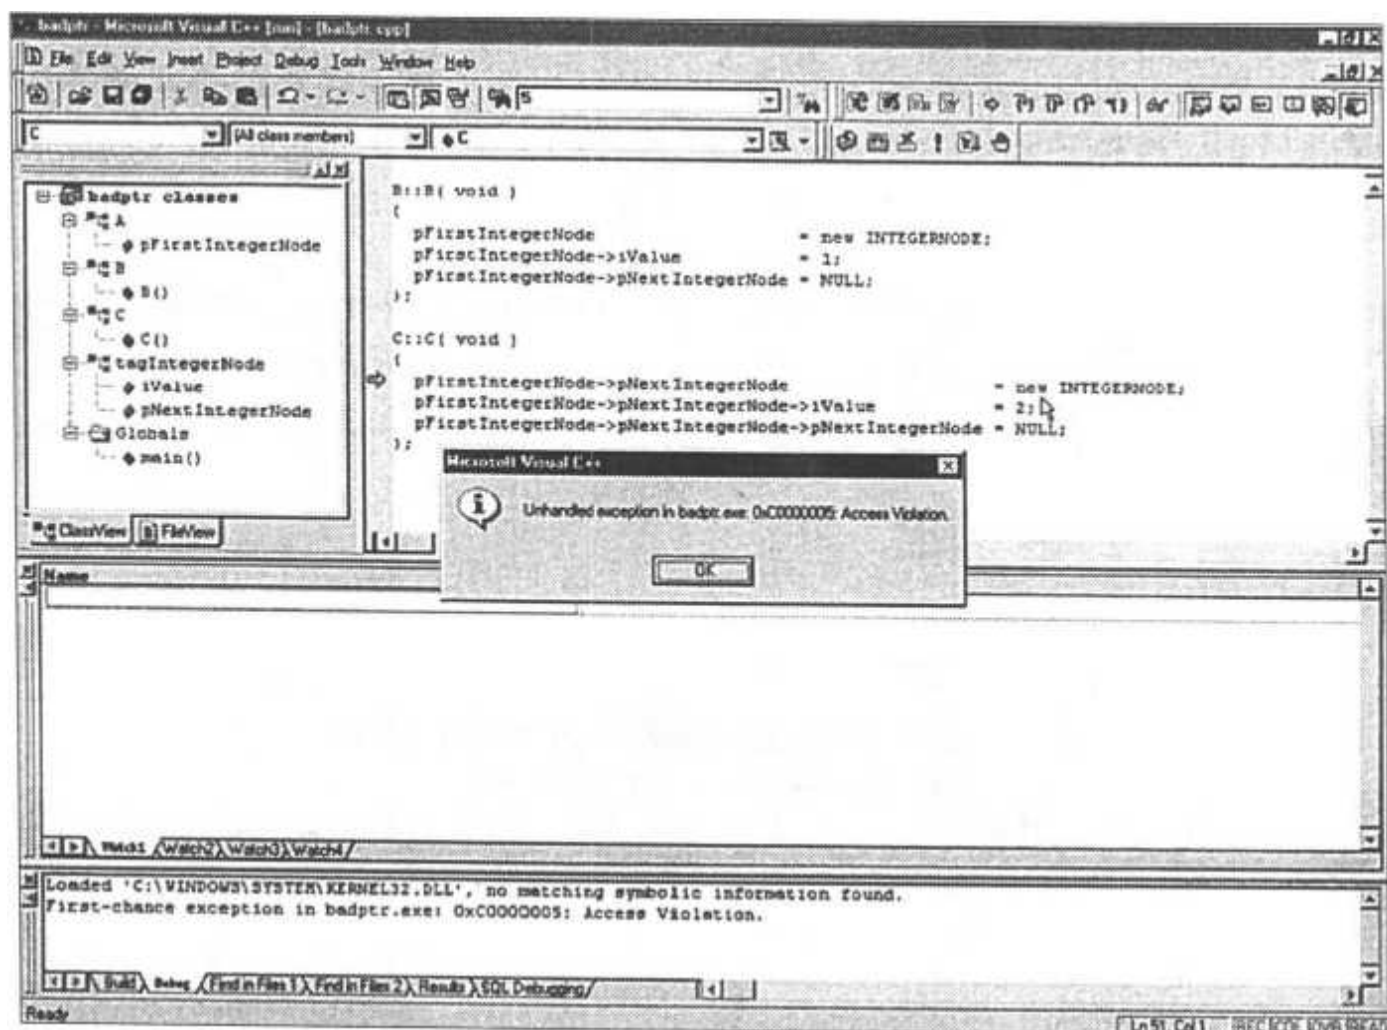 badptr - Microsoft Visual C++ [run] - [badptr.cpp]
File Edit View Insert Project Debug Tools Window Help
S
C
(All class members)
C
badptr classes
A
pFirstIntegerNode
B
B()
C
C()
tagIntegerNode
iValue
pNextIntegerNode
Globals
main()
ClassView FileView
B::B( void )
{
pFirstIntegerNode = new INTEGERNODE;
pFirstIntegerNode->iValue = 1;
pFirstIntegerNode->pNextIntegerNode = NULL;
};
C::C( void )
{
pFirstIntegerNode->pNextIntegerNode = new INTEGERNODE;
pFirstIntegerNode->pNextIntegerNode->iValue = 2;
pFirstIntegerNode->pNextIntegerNode->pNextIntegerNode = NULL;
};
Microsoft Visual C++
Unhandled exception in badptr.exe: 0xC0000005: Access Violation.
OK
Name
Watch1 Watch2 Watch3 Watch4
Loaded 'C:\WINDOWS\SYSTEM\KERNEL32.DLL', no matching symbolic information found.
First-chance exception in badptr.exe: 0xC0000005: Access Violation.
Build Debug Find in Files 1 Find in Files 2 Results SQL Debugging
Ready
Ln 51, Col 1 REC COL OVR READ